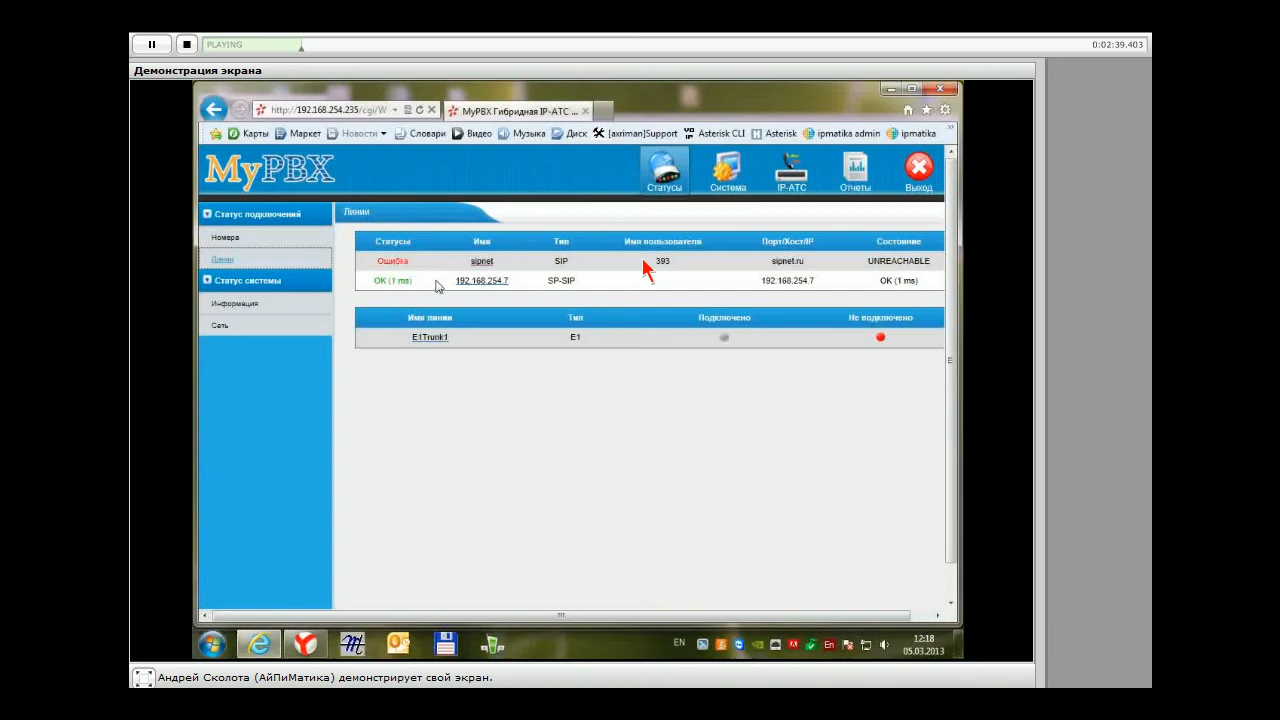 PLAYING
0:02:39.403
Демонстрация экрана
http://192.168.254.235/cgi/W
MyPBX Гибридная IP-АТС ...
Карты Маркет Новости Словари Видео Музыка Диск [axriman]Support Asterisk CLI Asterisk ipmatika admin ipmatika
MyPBX
Статусы Система IP-АТС Отчеты Выход
Статус подключений
Номера
Линии
Статус системы
Информация
Сеть
Линии
Статусы Имя Тип Имя пользователя Порт/Хост/IP Состояние
Ошибка sipnet SIP 393 sipnet.ru UNREACHABLE
OK (1 ms) 192.168.254.7 SP-SIP 192.168.254.7 OK (1 ms)
Имя линии Тип Подключено Не подключено
E1Trunk1 E1
EN
12:18
05.03.2013
Андрей Сколота (АйПиМатика) демонстрирует свой экран.